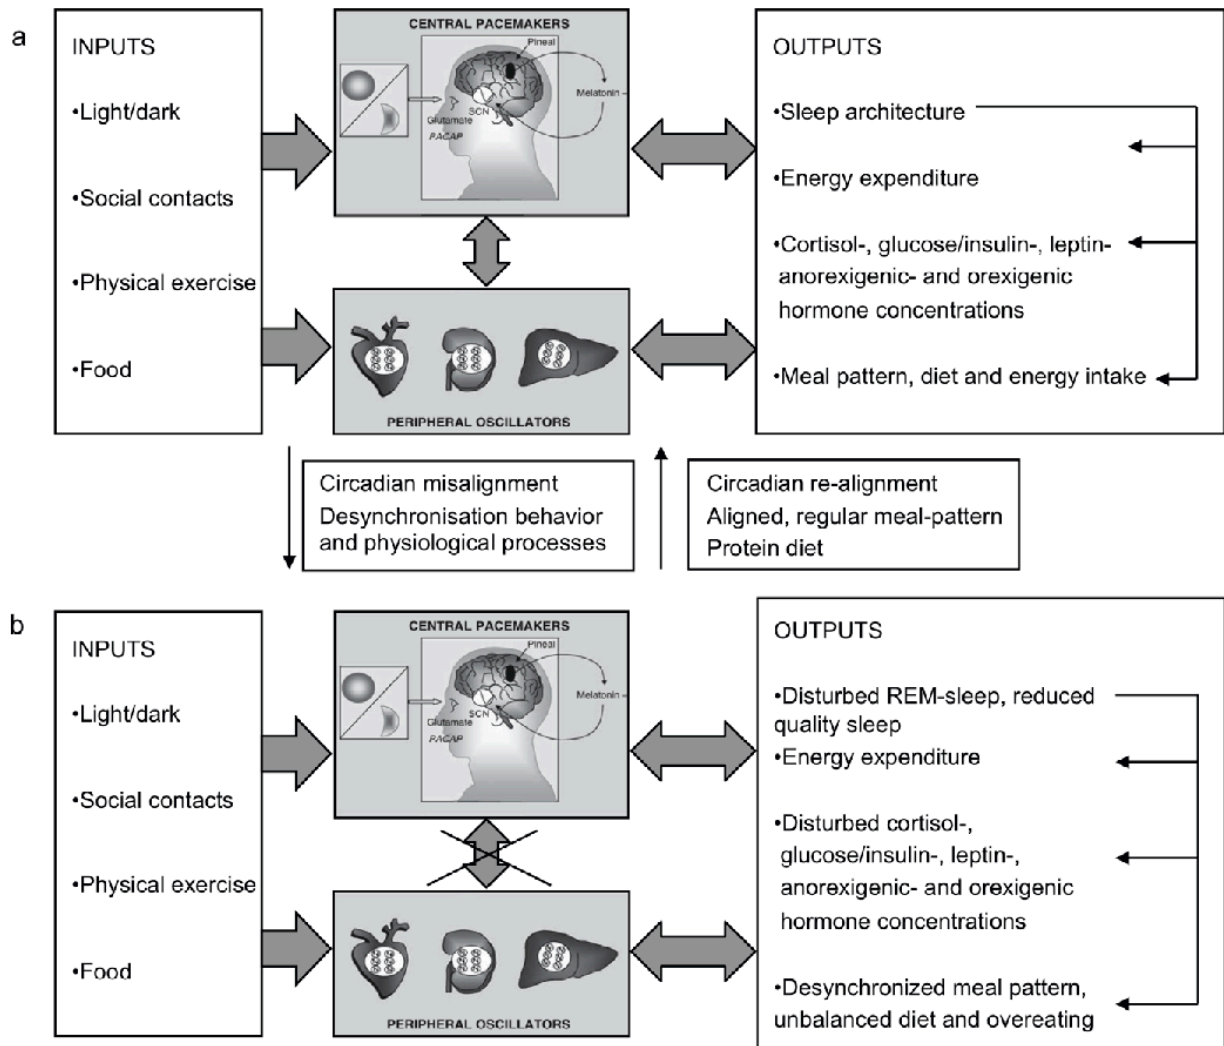 a
INPUTS
•Light/dark
•Social contacts
•Physical exercise
•Food
CENTRAL PACEMAKERS
Pineal
Melatonin
SCN
Glutamate
PACAP
PERIPHERAL OSCILLATORS
OUTPUTS
•Sleep architecture
•Energy expenditure
•Cortisol-, glucose/insulin-, leptin-
anorexigenic- and orexigenic
hormone concentrations
•Meal pattern, diet and energy intake
Circadian misalignment
Desynchronisation behavior
and physiological processes
Circadian re-alignment
Aligned, regular meal-pattern
Protein diet
b
INPUTS
•Light/dark
•Social contacts
•Physical exercise
•Food
CENTRAL PACEMAKERS
Pineal
Melatonin
SCN
Glutamate
PACAP
PERIPHERAL OSCILLATORS
OUTPUTS
•Disturbed REM-sleep, reduced
quality sleep
•Energy expenditure
•Disturbed cortisol-,
glucose/insulin-, leptin-,
anorexigenic- and orexigenic
hormone concentrations
•Desynchronized meal pattern,
unbalanced diet and overeating